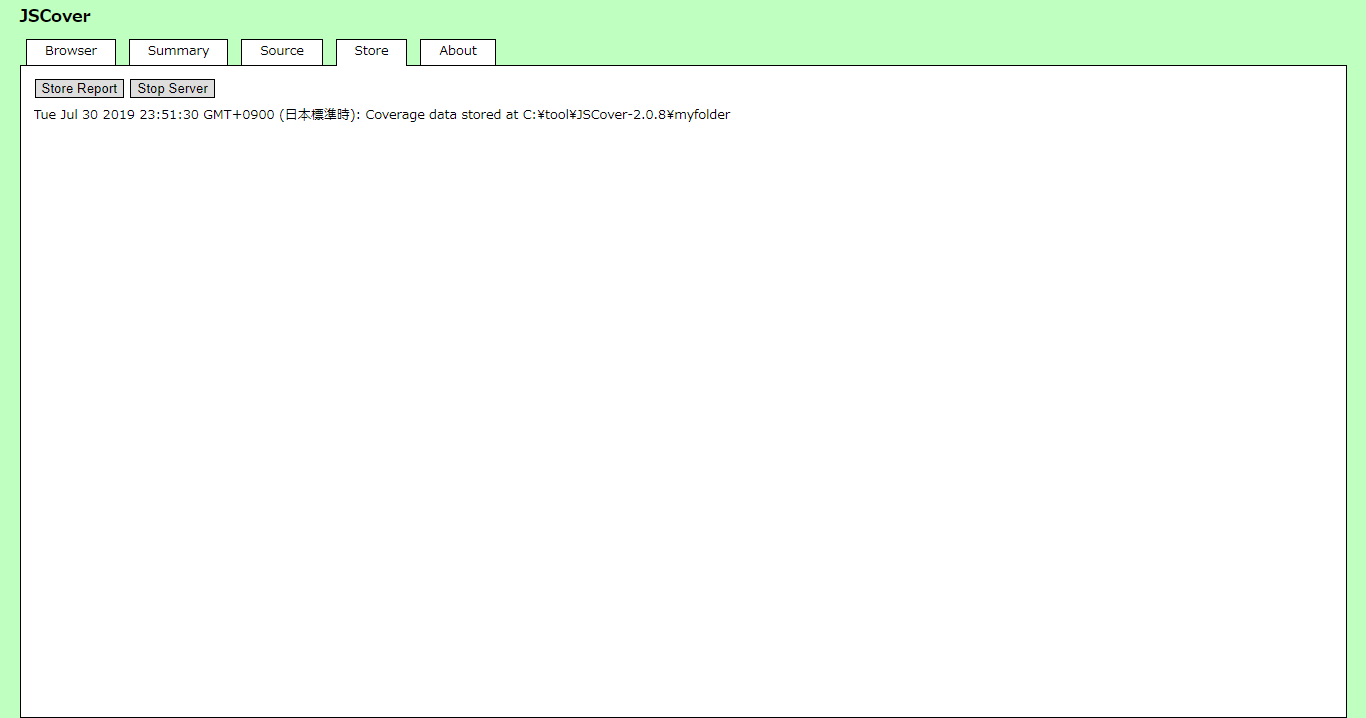 JSCover
Browser Summary Source Store About
Store Report Stop Server
Tue Jul 30 2019 23:51:30 GMT+0900 (日本標準時): Coverage data stored at C:¥tool¥JSCover-2.0.8¥myfolder